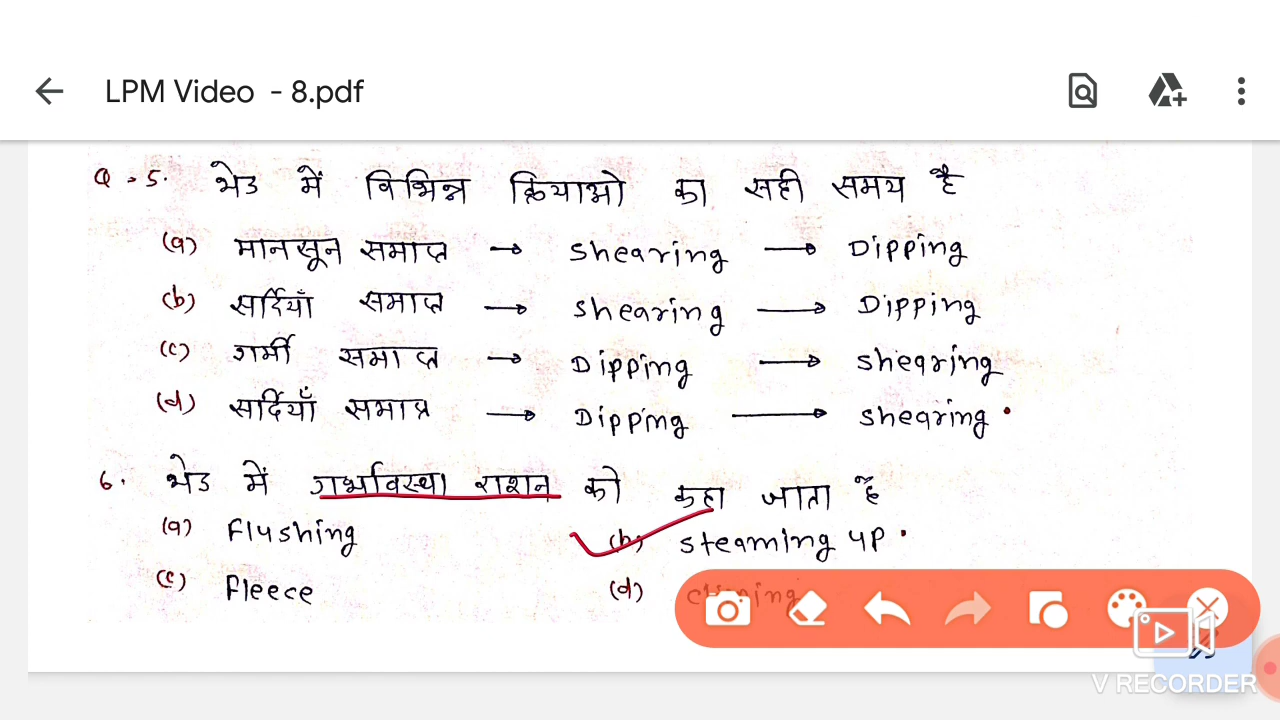 LPM Video - 8.pdf
Q - 5. भेड में विभिन्न क्रियाओ का सही समय है
(a) मानसून समाप्त → Shearing → Dipping
(b) सर्दियाँ समाप्त → Shearing → Dipping
(c) गर्मी समाप्त → Dipping → Shearing
(d) सर्दियाँ समाप्त → Dipping → Shearing
6. भेड में गर्भावस्था राशन को कहा जाता है
(a) Flushing (b) Steaming up
(c) Fleece (d)
V RECORDER